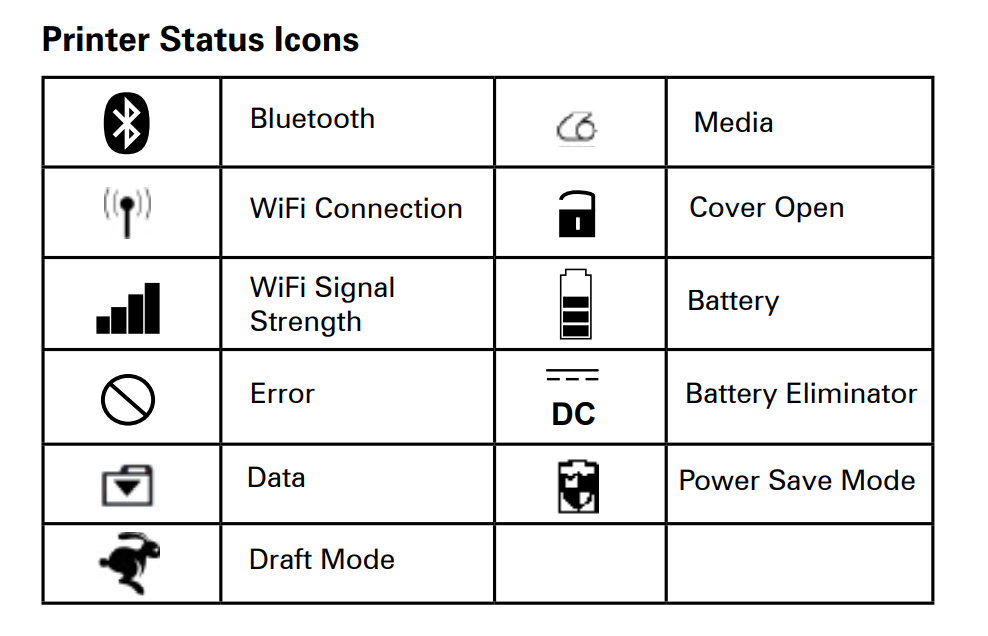 Printer Status Icons
Bluetooth
Media
WiFi Connection
Cover Open
WiFi Signal
Strength
Battery
Error
DC
Battery Eliminator
Data
Power Save Mode
Draft Mode